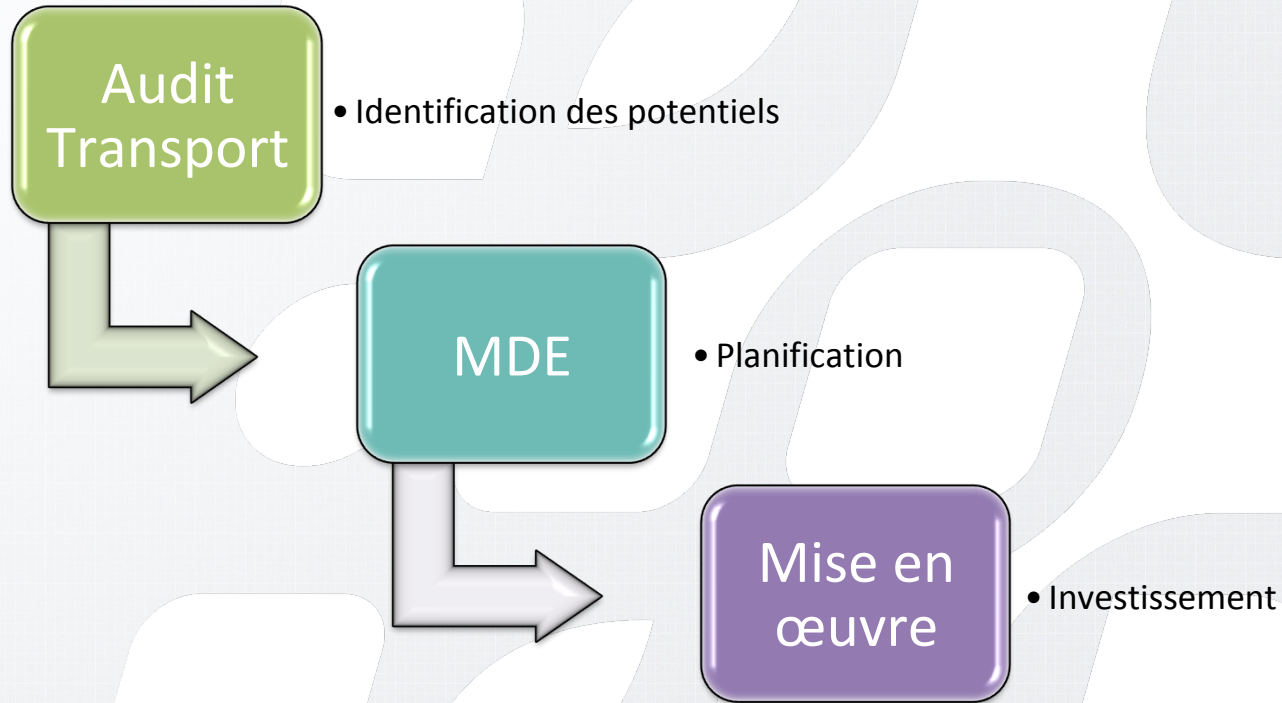 Audit
Transport
• Identification des potentiels
MDE
• Planification
Mise en
œuvre
• Investissement